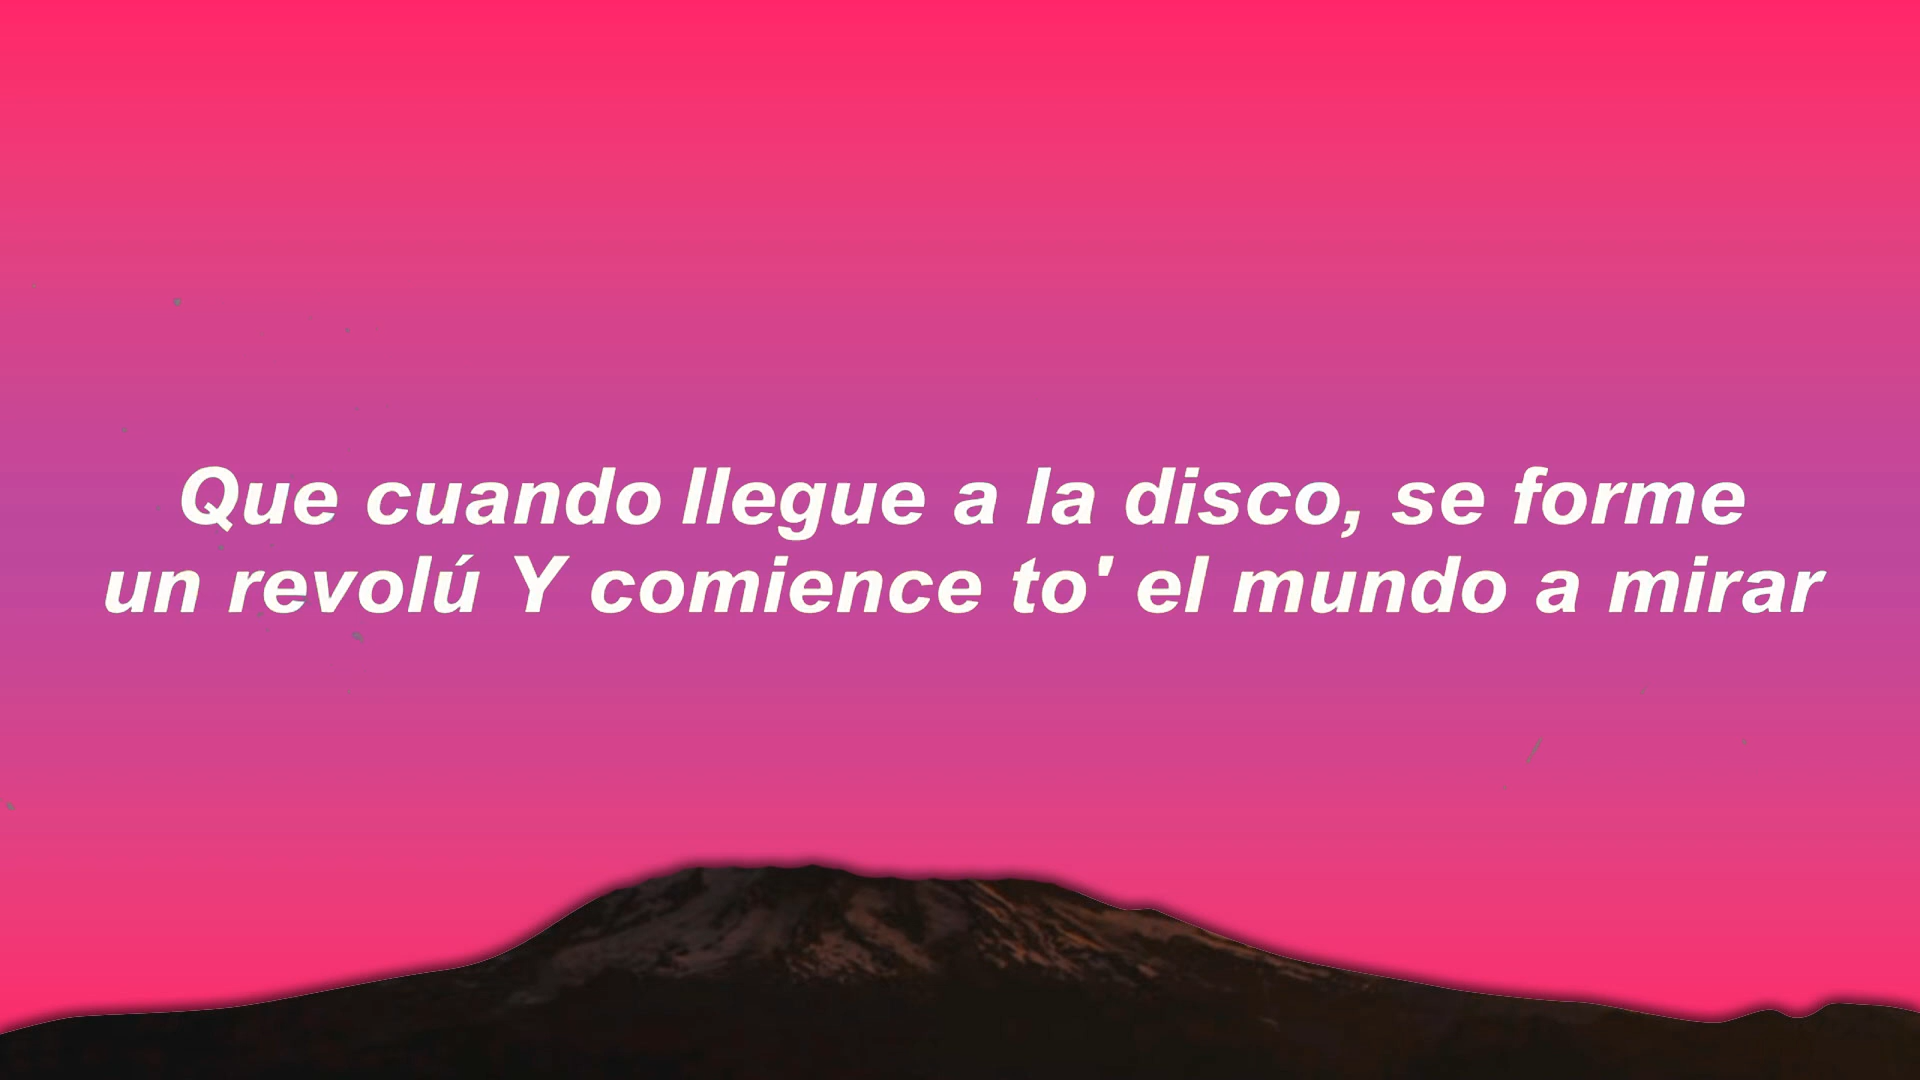 Que cuando llegue a la disco, se forme
un revolú Y comience to' el mundo a mirar